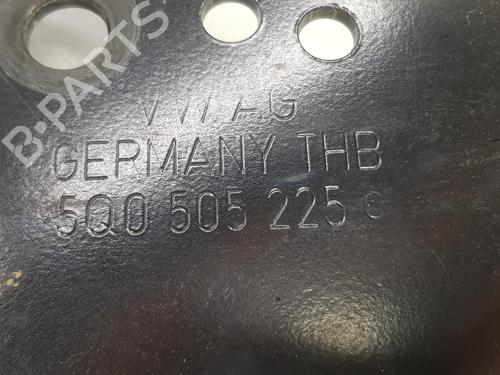 B-PARTS
VW AG
GERMANY THB
5Q0 505 225 C